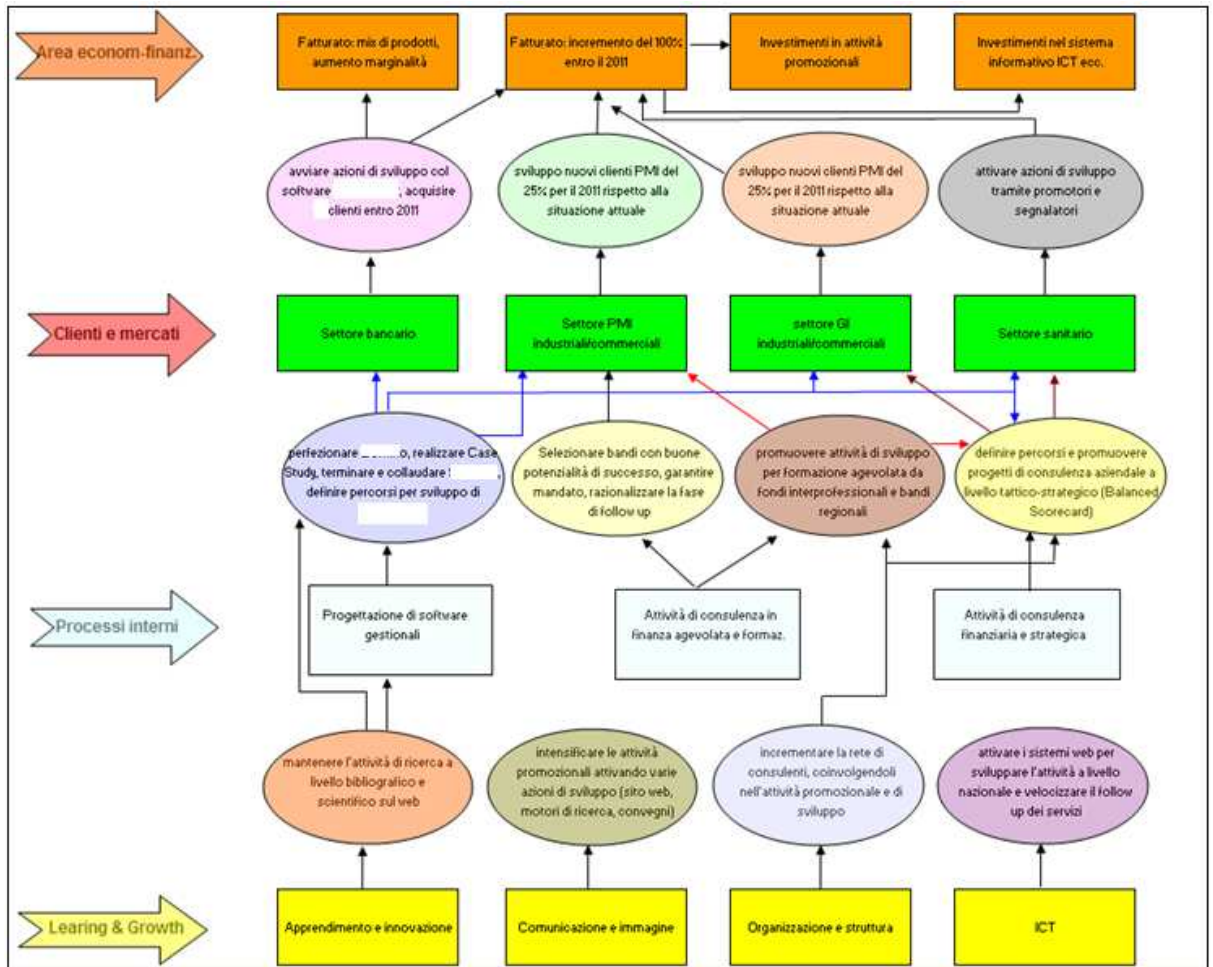 Area econom-finanz.
Fatturato: mis di prodotti,
aumento marginalità
Fatturato: incremento del 100%
entro il 2011
Investimenti in attività
promozionali
Investimenti nel sistema
informativo ICT ecc.
avviare azioni di sviluppo col
software , acquisire
clienti entro 2011
sviluppo nuovi clienti PMI del
25% per il 2011 rispetto alla
situazione attuale
sviluppo nuovi clienti PMI del
25% per il 2011 rispetto alla
situazione attuale
attivare azioni di sviluppo
tramite promotori e
segnalatori
Clienti e mercati
Settore bancario
Settore PMI
industriali/commerciali
settore GI
industriali/commerciali
Settore sanitario
perfezionare , realizzare Case
Study, terminare e collaudare ,
definire percorsi per sviluppo di
Selezionare bandi con buone
potenzialità di successo, garantire
mandato, razionalizzare la fase
di follow up
promuovere attività di sviluppo
per formazione agevolata da
fondi interprofessionali e bandi
regionali
definire percorsi e promuovere
progetti di consulenza aziendale a
livello tattico-strategico (Balanced
Scorecard)
Processi interni
Progettazione di software
gestionali
Attività di consulenza in
finanza agevolata e formaz.
Attività di consulenza
finanziaria e strategica
mantenere l'attività di ricerca a
livello bibliografico e
scientifico sul web
intensificare le attività
promozionali attivando varie
azioni di sviluppo (sito web,
motori di ricerca, convegni)
incrementare la rete di
consulenti, coinvolgendoli
nell'attività promozionale e di
sviluppo
attivare i sistemi web per
sviluppare l'attività a livello
nazionale e velocizzare il follow
up dei servizi
Learing & Growth
Apprendimento e innovazione
Comunicazione e immagine
Organizzazione e struttura
ICT